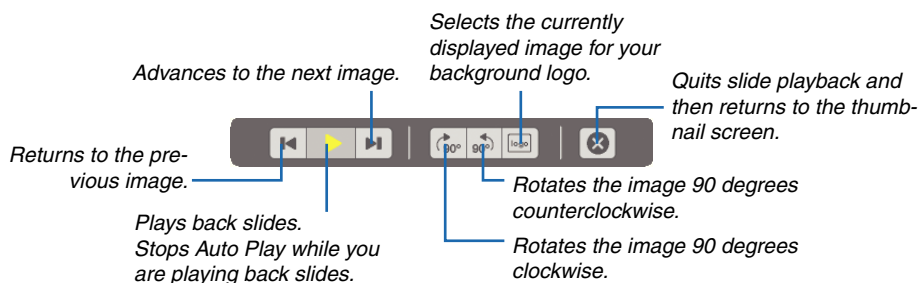 Selects the currently
displayed image for your
background logo.
Advances to the next image.
Quits slide playback and
then returns to the thumb-
nail screen.
90°
90°
logo
Returns to the pre-
vious image.
Rotates the image 90 degrees
counterclockwise.
Plays back slides.
Stops Auto Play while you
are playing back slides.
Rotates the image 90 degrees
clockwise.